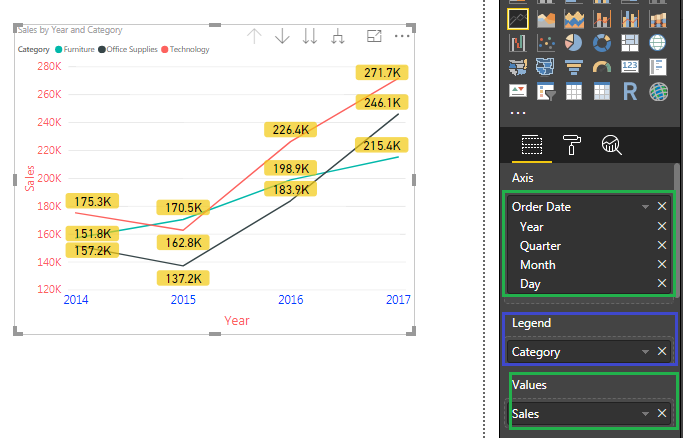 Sales by Year and Category
Category Furniture Office Supplies Technology
280K
271.7K
260K
246.1K
240K
226.4K
220K
215.4K
200K
198.9K
183.9K
180K
175.3K
170.5K
160K
162.8K
151.8K
157.2K
140K
137.2K
120K
Sales
2014 2015 2016 2017
Year
123
R
Axis
Order Date
Year
Quarter
Month
Day
Legend
Category
Values
Sales